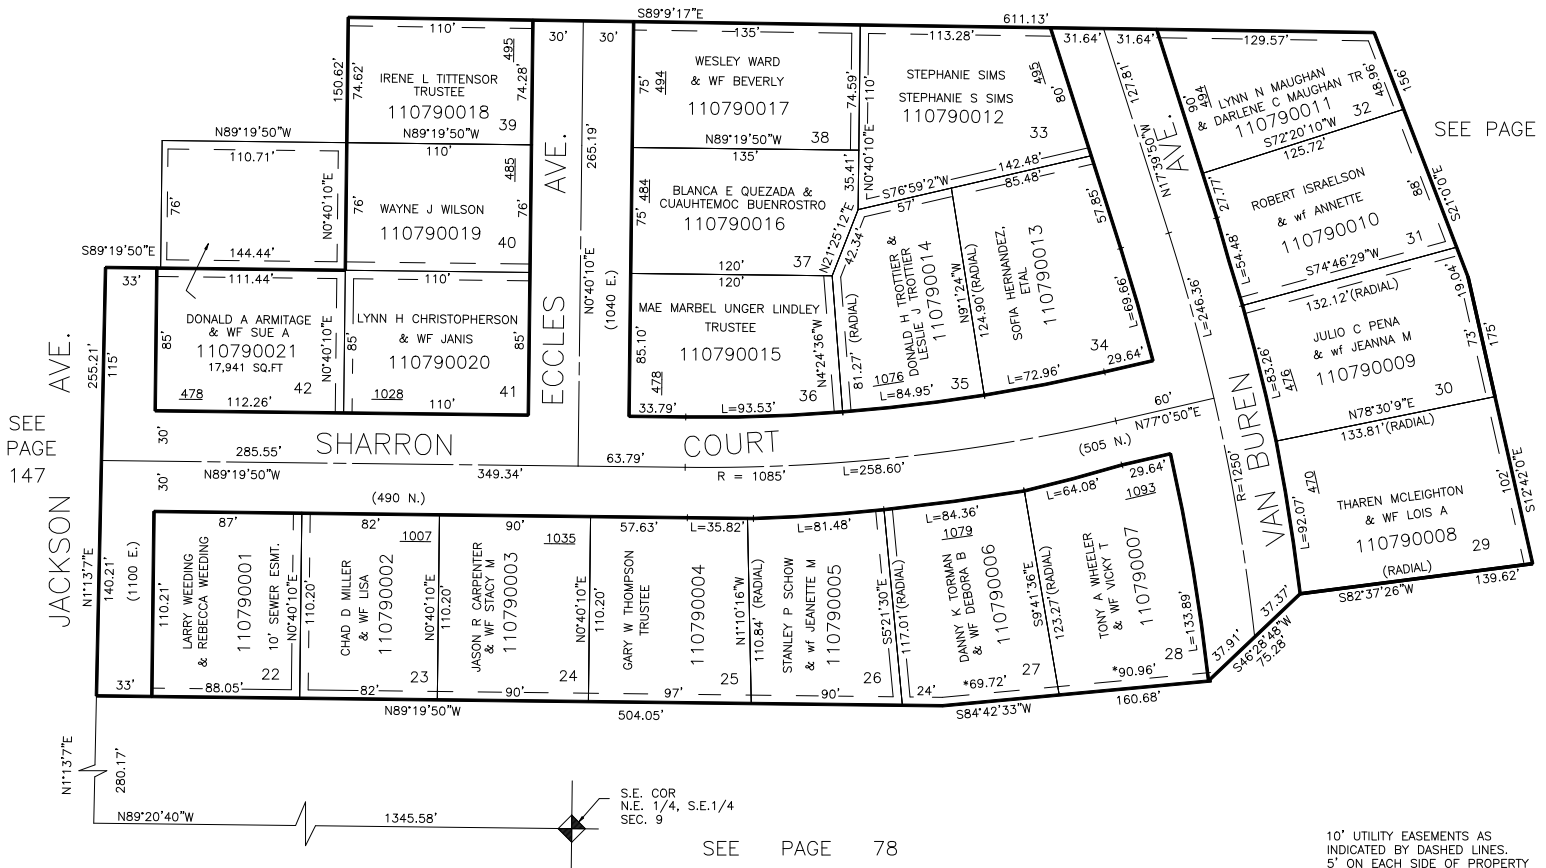 S89°9'17"E
611.13'
110'
150.62'
74.62'
IRENE L TITTENSOR
TRUSTEE
110790018
39
495
74.28'
30'
30'
135'
75'
494
WESLEY WARD
& WF BEVERLY
110790017
74.59'
N89°19'50"W
38
113.28'
110'
N0°40'10"E
STEPHANIE SIMS
STEPHANIE S SIMS
110790012
495
80'
33
31.64'
31.64'
127.81'
129.57'
90'
494
LYNN N MAUGHAN
& DARLENE C MAUGHAN TR
110790011
32
48.96'
156'
S72°20'10"W
125.72'
SEE PAGE
N89°19'50"W
110.71'
76'
N0°40'10"E
144.44'
N89°19'50"W
110'
485
76'
WAYNE J WILSON
110790019
40
76'
ECCLES AVE.
265.19'
N0°40'10"E
(1040 E.)
135'
484
75'
BLANCA E QUEZADA &
CUAUHTEMOC BUENROSTRO
110790016
37
35.41'
N21°25'12"E
42.34'
120'
S76°59'2"W
142.48'
57'
85.48'
57.85'
N17°39'50"W
AVE.
27.77'
ROBERT ISRAELSON
& wf ANNETTE
110790010
31
88'
S21°0'0"E
L=54.48'
S74°46'29"W
S89°19'50"E
33'
111.44'
85'
DONALD A ARMITAGE
& WF SUE A
110790021
17,941 SQ.FT
N0°40'10"E
478
42
112.26'
110'
85'
LYNN H CHRISTOPHERSON
& WF JANIS
110790020
85'
1028
41
110'
120'
MAE MARBEL UNGER LINDLEY
TRUSTEE
110790015
85.10'
478
N4°24'36"W
36
33.79'
L=93.53'
81.27' (RADIAL)
DONALD H TROTTIER &
LESLIE J TROTTIER
110790014
1076
35
L=84.95'
N9°1'24"W
124.90' (RADIAL)
SOFIA HERNANDEZ,
ETAL
110790013
34
L=72.96'
29.64'
L=69.66'
L=246.36'
132.12'(RADIAL)
19.04'
JULIO C PENA
& wf JEANNA M
110790009
L=83.26'
476
30
73'
175'
N78°30'9"E
133.81'(RADIAL)
JACKSON AVE.
255.21'
115'
SEE
PAGE
147
30'
30'
285.55'
SHARRON COURT
N89°19'50"W
349.34'
63.79'
R = 1085'
L=258.60'
(505 N.)
60'
N77°0'50"E
(490 N.)
VAN BUREN
R=1250'
470
L=92.07'
THAREN MCLEIGHTON
& WF LOIS A
110790008
29
102'
S12°42'0"E
(RADIAL)
S82°37'26"W
139.62'
N1°13'7"E
140.21'
(1100 E.)
33'
87'
110.21'
LARRY WEEDING
& REBECCA WEEDING
110790001
10' SEWER ESMT.
22
88.05'
N0°40'10"E
110.20'
82'
1007
CHAD D MILLER
& WF LISA
110790002
23
82'
N0°40'10"E
110.20'
90'
1035
JASON R CARPENTER
& WF STACY M
110790003
24
90'
N0°40'10"E
110.20'
57.63'
L=35.82'
GARY W THOMPSON
TRUSTEE
110790004
25
97'
N1°10'16"W
110.84' (RADIAL)
L=81.48'
STANLEY P SCHOW
& wf JEANETTE M
110790005
26
90'
S5°21'30"E
117.01'(RADIAL)
L=84.36'
1079
DANNY K TORMAN
& WF DEBORA B
110790006
27
24'
*69.72'
S9°41'36"E
123.27'(RADIAL)
L=64.08'
29.64'
1093
TONY A WHEELER
& WF VICKY T
110790007
28
*90.96'
L=133.89'
37.91'
37.37'
S46°28'48"W
75.28'
N89°19'50"W
504.05'
S84°42'33"W
160.68'
N1°13'7"E
280.17'
N89°20'40"W
1345.58'
S.E. COR
N.E. 1/4, S.E.1/4
SEC. 9
SEE PAGE 78
10' UTILITY EASEMENTS AS
INDICATED BY DASHED LINES.
5' ON EACH SIDE OF PROPERTY